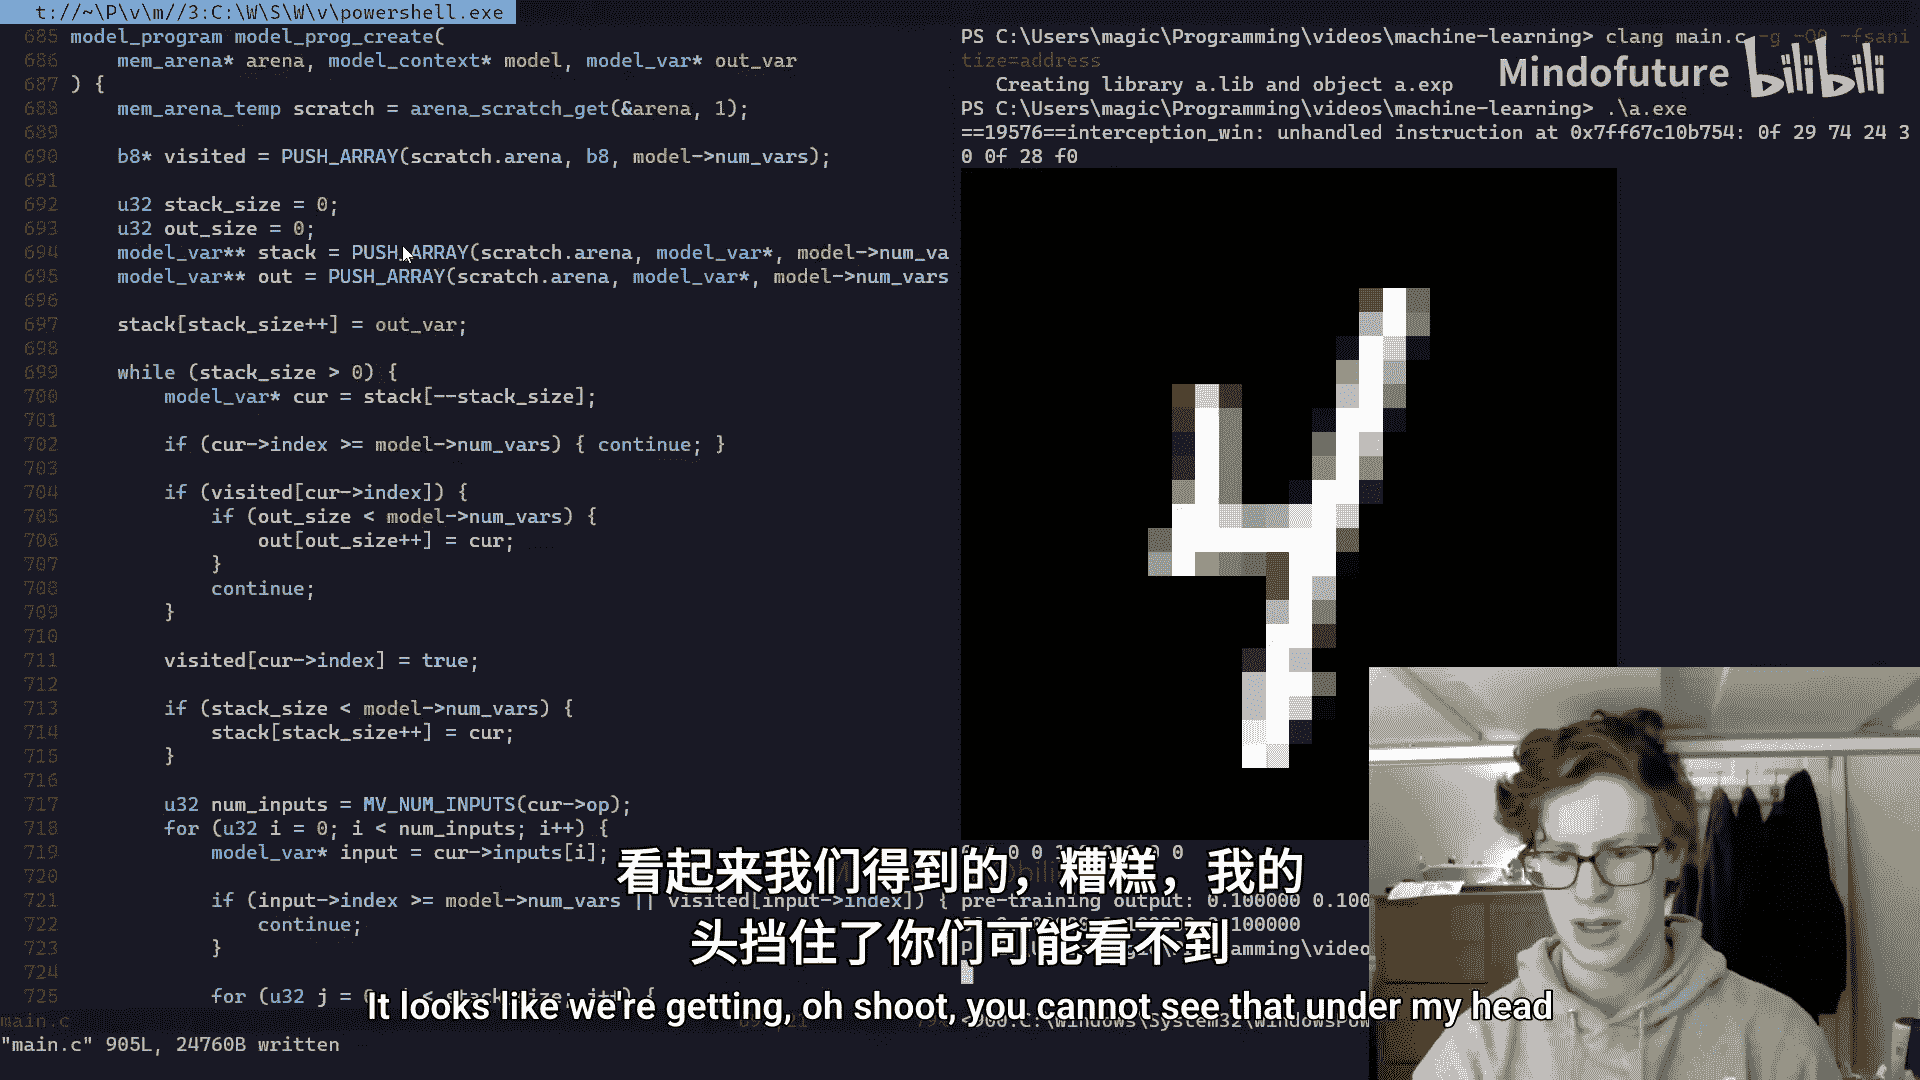 t://~\P\v\m//3:C:\W\S\W\v\powershell.exe
685 model_program model_prog_create(
686 mem_arena* arena, model_context* model, model_var* out_var
687 ) {
688 mem_arena_temp scratch = arena_scratch_get(&arena, 1);
689
690 b8* visited = PUSH_ARRAY(scratch.arena, b8, model->num_vars);
691
692 u32 stack_size = 0;
693 u32 out_size = 0;
694 model_var** stack = PUSH_ARRAY(scratch.arena, model_var*, model->num_va
695 model_var** out = PUSH_ARRAY(scratch.arena, model_var*, model->num_vars
696
697 stack[stack_size++] = out_var;
698
699 while (stack_size > 0) {
700 model_var* cur = stack[--stack_size];
701
702 if (cur->index >= model->num_vars) { continue; }
703
704 if (visited[cur->index]) {
705 if (out_size < model->num_vars) {
706 out[out_size++] = cur;
707 }
708 continue;
709 }
710
711 visited[cur->index] = true;
712
713 if (stack_size < model->num_vars) {
714 stack[stack_size++] = cur;
715 }
716
717 u32 num_inputs = MV_NUM_INPUTS(cur->op);
718 for (u32 i = 0; i < num_inputs; i++) {
719 model_var* input = cur->inputs[i];
720
721 if (input->index >= model->num_vars || visited[input->index]) {
722 continue;
723 }
724
725 for (u32 j = 0; j < stack_size; j++) {
main.c
"main.c" 905L, 24760B written
PS C:\Users\magic\Programming\videos\machine-learning> clang main.c -g -O0 -fsani
tize=address
Creating library a.lib and object a.exp
PS C:\Users\magic\Programming\videos\machine-learning> .\a.exe
==19576==interception_win: unhandled instruction at 0x7ff67c10b754: 0f 29 74 24 3
0 0f 28 f0
pre-training output: 0.100000 0.100
Mindofuture bilibili
看起来我们得到的，糟糕，我的
头挡住了你们可能看不到
It looks like we're getting, oh shoot, you cannot see that under my head